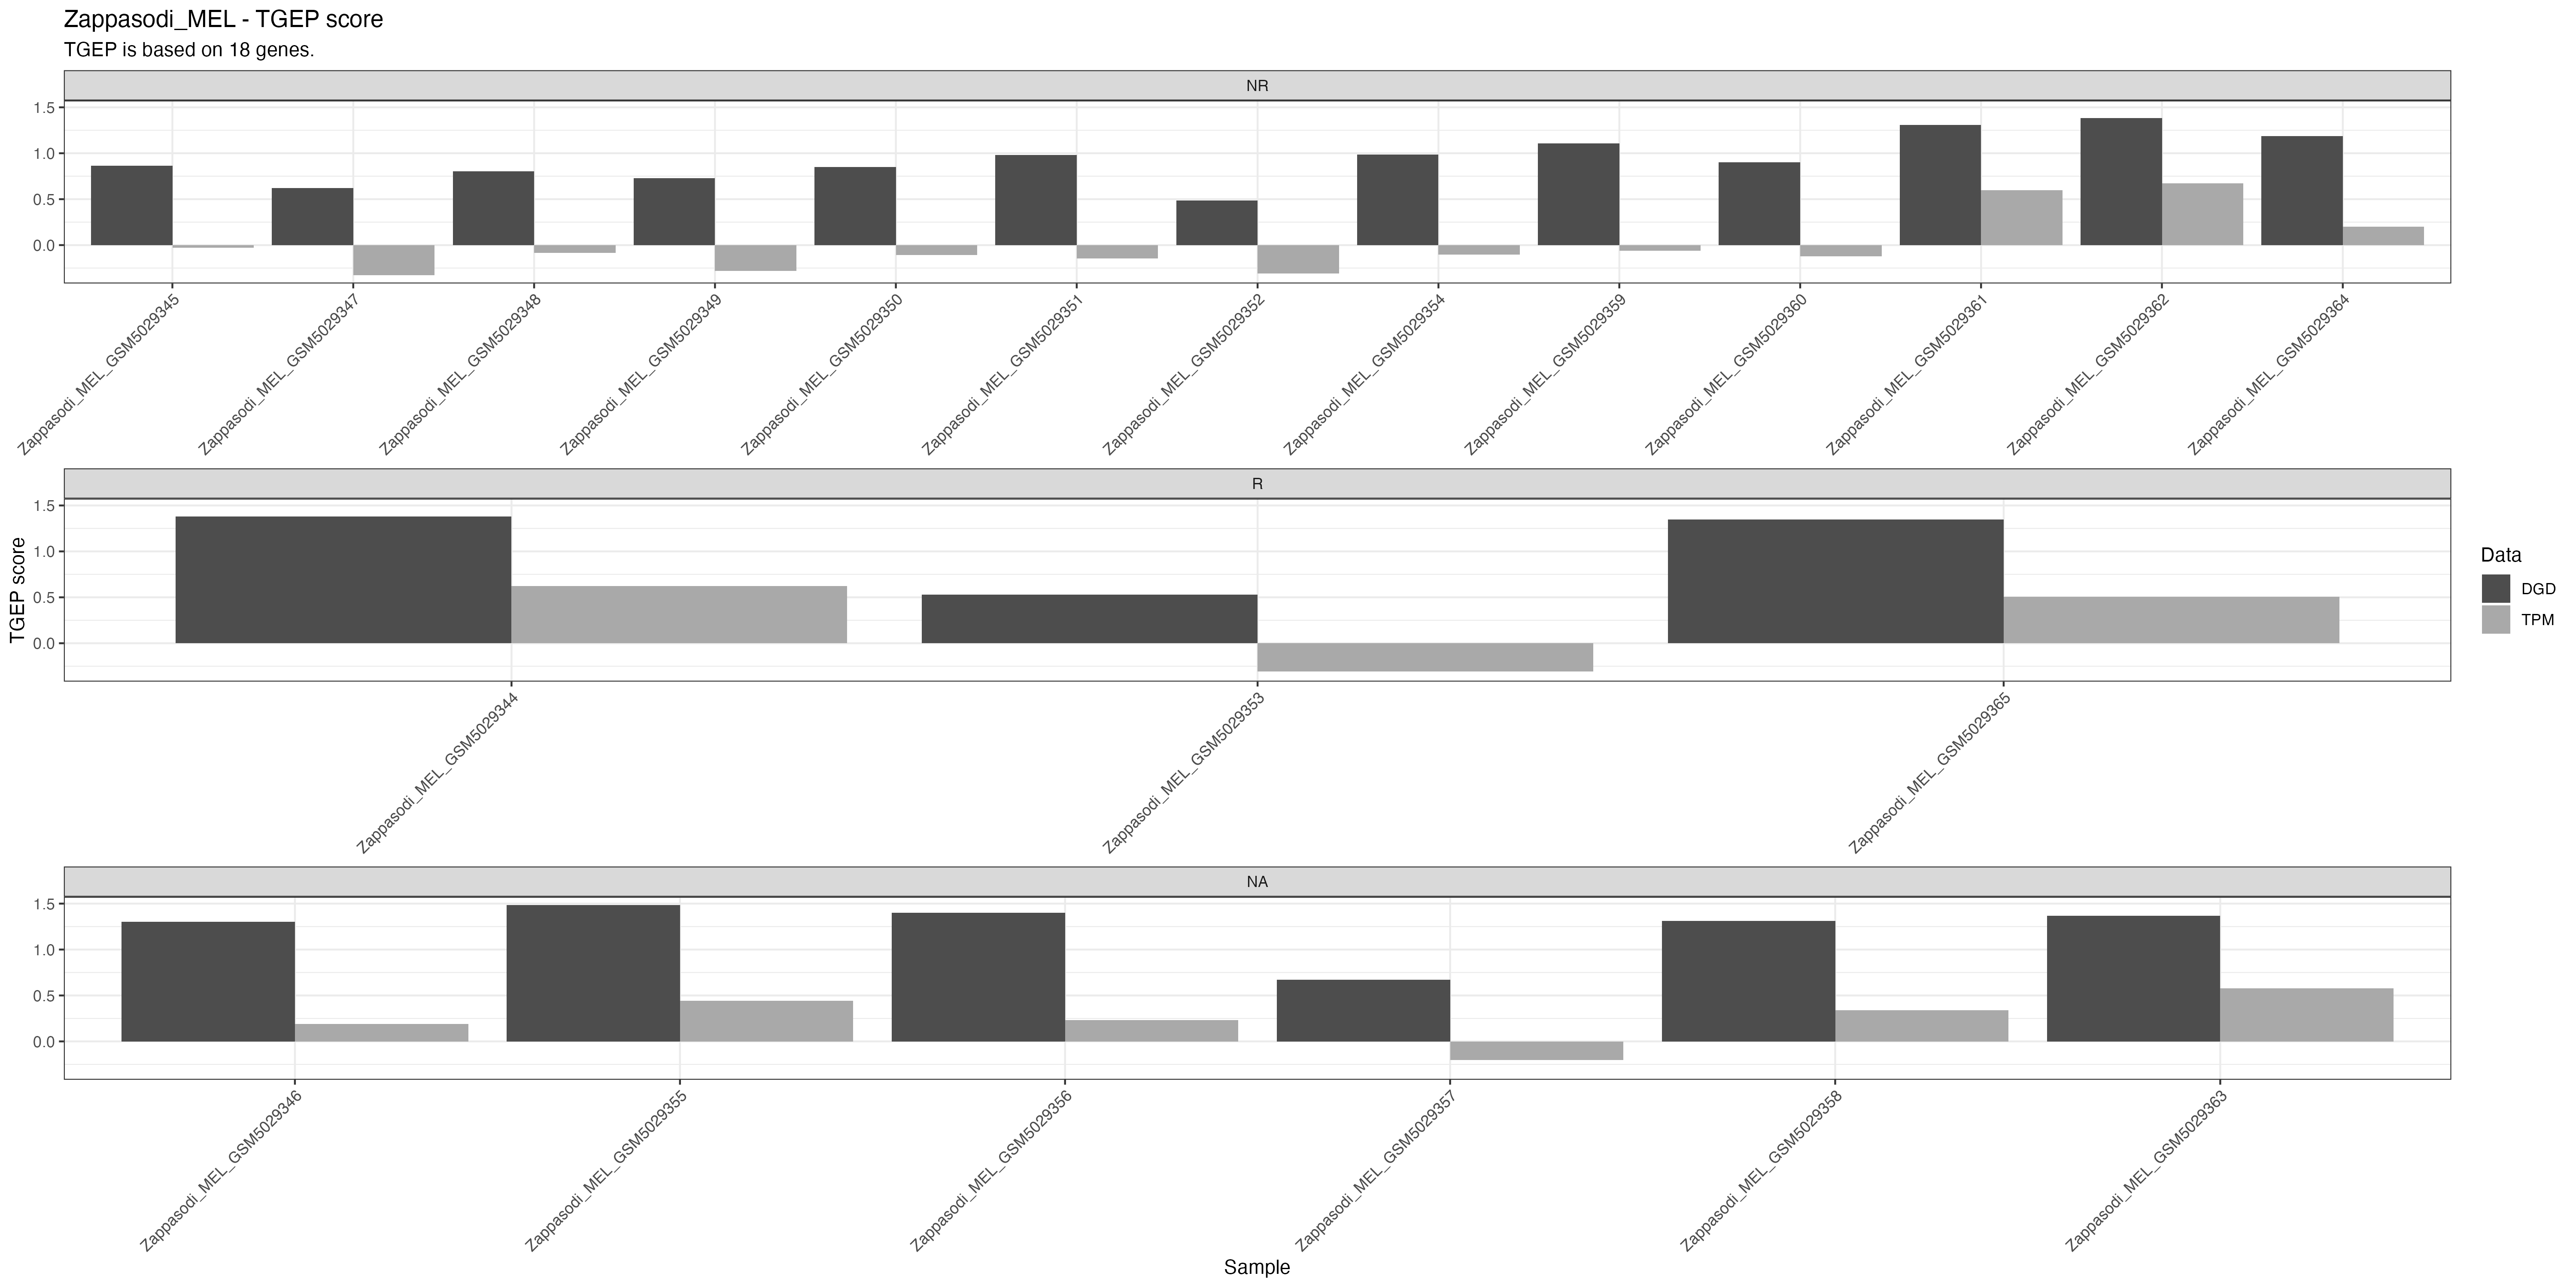 Zappasodi_MEL - TGEP score
TGEP is based on 18 genes.
NR
1.5
1.0
0.5
0.0
Zappasodi_MEL_GSM5029345
Zappasodi_MEL_GSM5029347
Zappasodi_MEL_GSM5029348
Zappasodi_MEL_GSM5029349
Zappasodi_MEL_GSM5029350
Zappasodi_MEL_GSM5029351
Zappasodi_MEL_GSM5029352
Zappasodi_MEL_GSM5029354
Zappasodi_MEL_GSM5029359
Zappasodi_MEL_GSM5029360
Zappasodi_MEL_GSM5029361
Zappasodi_MEL_GSM5029362
Zappasodi_MEL_GSM5029364
R
1.5
1.0
0.5
0.0
Zappasodi_MEL_GSM5029344
Zappasodi_MEL_GSM5029353
Zappasodi_MEL_GSM5029365
NA
1.5
1.0
0.5
0.0
Zappasodi_MEL_GSM5029346
Zappasodi_MEL_GSM5029355
Zappasodi_MEL_GSM5029356
Zappasodi_MEL_GSM5029357
Zappasodi_MEL_GSM5029358
Zappasodi_MEL_GSM5029363
Sample
TGEP score
Data
DGD
TPM